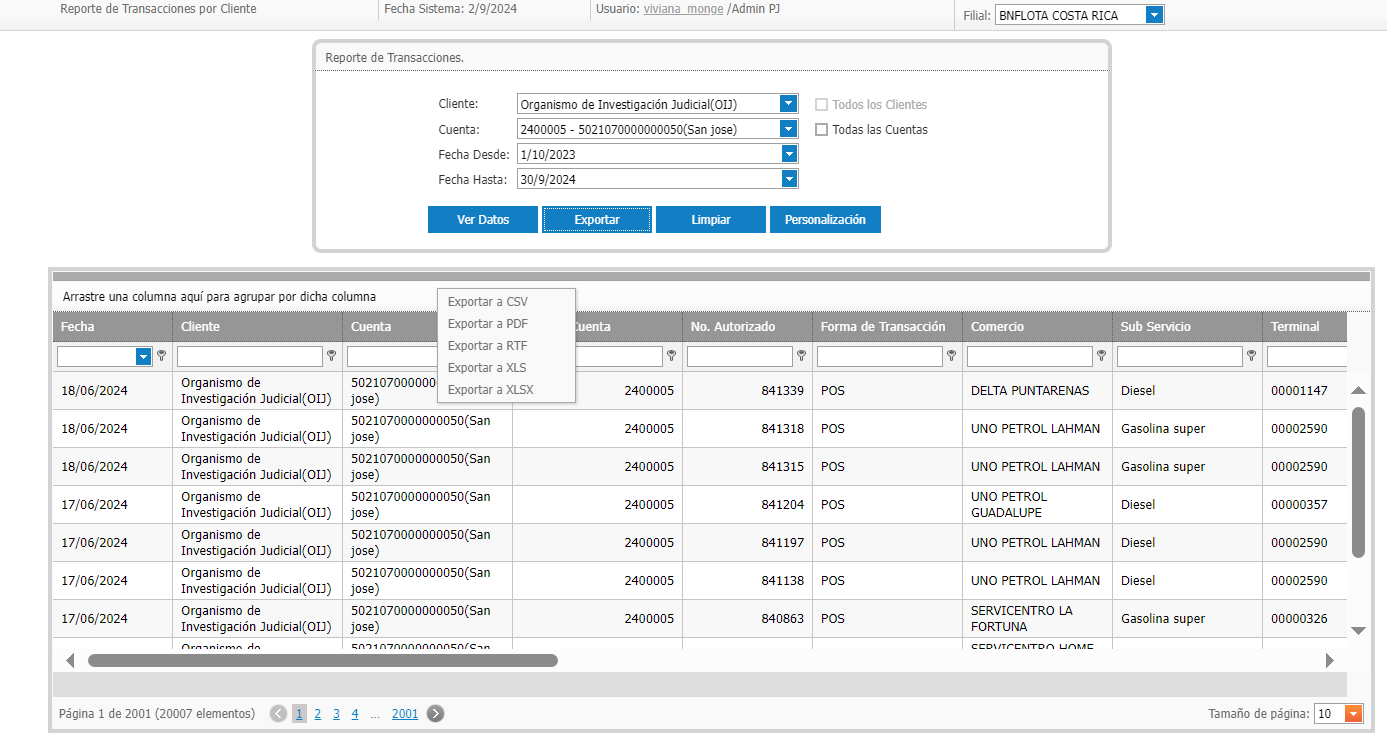 Reporte de Transacciones por Cliente
Fecha Sistema: 2/9/2024
Usuario: viviana_monge /Admin PJ
Filial: BNFLOTA COSTA RICA
Reporte de Transacciones.
Cliente: Organismo de Investigación Judicial(OIJ) Todos los Clientes
Cuenta: 2400005 - 5021070000000050(San jose) Todas las Cuentas
Fecha Desde: 1/10/2023
Fecha Hasta: 30/9/2024
Ver Datos Exportar Limpiar Personalización
Arrastre una columna aquí para agrupar por dicha columna
Exportar a CSV
Exportar a PDF
Exportar a RTF
Exportar a XLS
Exportar a XLSX
Fecha Cliente Cuenta Cuenta No. Autorizado Forma de Transacción Comercio Sub Servicio Terminal
18/06/2024 Organismo de Investigación Judicial(OIJ) 502107000000 jose) 2400005 841339 POS DELTA PUNTARENAS Diesel 00001147
18/06/2024 Organismo de Investigación Judicial(OIJ) 5021070000000050(San jose) 2400005 841318 POS UNO PETROL LAHMAN Gasolina super 00002590
18/06/2024 Organismo de Investigación Judicial(OIJ) 5021070000000050(San jose) 2400005 841315 POS UNO PETROL LAHMAN Gasolina super 00002590
17/06/2024 Organismo de Investigación Judicial(OIJ) 5021070000000050(San jose) 2400005 841204 POS UNO PETROL GUADALUPE Diesel 00000357
17/06/2024 Organismo de Investigación Judicial(OIJ) 5021070000000050(San jose) 2400005 841197 POS UNO PETROL LAHMAN Diesel 00002590
17/06/2024 Organismo de Investigación Judicial(OIJ) 5021070000000050(San jose) 2400005 841138 POS UNO PETROL LAHMAN Diesel 00002590
17/06/2024 Organismo de Investigación Judicial(OIJ) 5021070000000050(San jose) 2400005 840863 POS SERVICENTRO LA FORTUNA Gasolina super 00000326
Organismo de 5021070000000050(San SERVICENTRO HOME
Página 1 de 2001 (20007 elementos) 1 2 3 4 … 2001
Tamaño de página: 10